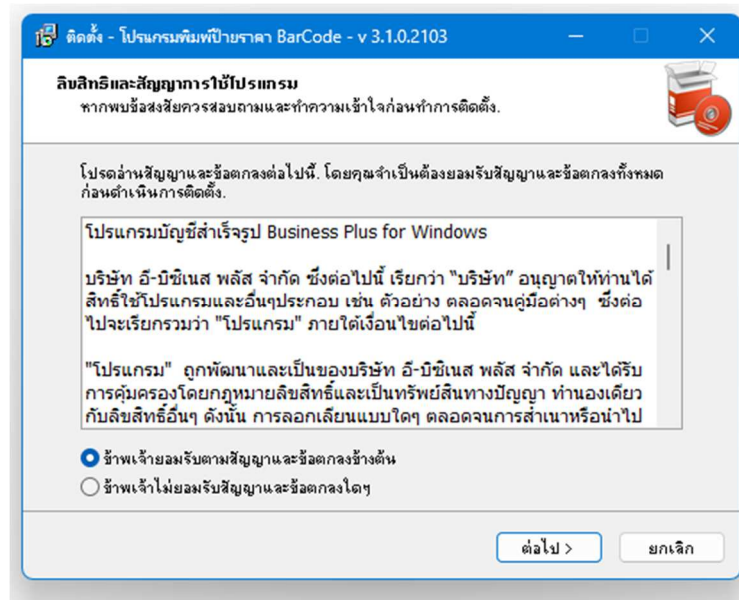 ติดตั้ง - โปรแกรมพิมพ์ป้ายราคา BarCode - v 3.1.0.2103
ลิขสิทธิและสัญญาการใช้โปรแกรม
หากพบข้อสงสัยควรสอบถามและทำความเข้าใจก่อนทำการติดตั้ง.
โปรดอ่านสัญญาและข้อตกลงต่อไปนี้. โดยคุณจำเป็นต้องยอมรับสัญญาและข้อตกลงทั้งหมด
ก่อนดำเนินการติดตั้ง.
โปรแกรมบัญชีสำเร็จรูป Business Plus for Windows
บริษัท อี-บิซิเนส พลัส จำกัด ซึ่งต่อไปนี้ เรียกว่า "บริษัท" อนุญาตให้ท่านได้
สิทธิ์ใช้โปรแกรมและอื่นๆประกอบ เช่น ตัวอย่าง ตลอดจนคู่มือต่างๆ ซึ่งต่อ
ไปจะเรียกรวมว่า "โปรแกรม" ภายใต้เงื่อนไขต่อไปนี้
"โปรแกรม" ถูกพัฒนาและเป็นของบริษัท อี-บิซิเนส พลัส จำกัด และได้รับ
การคุ้มครองโดยกฎหมายลิขสิทธิ์และเป็นทรัพย์สินทางปัญญา ทำนองเดียว
กับลิขสิทธิ์อื่นๆ ดังนั้น การลอกเลียนแบบใดๆ ตลอดจนการสำเนาหรือนำไป
ข้าพเจ้ายอมรับตามสัญญาและข้อตกลงข้างต้น
ข้าพเจ้าไม่ยอมรับสัญญาและข้อตกลงใดๆ
ต่อไป >
ยกเลิก